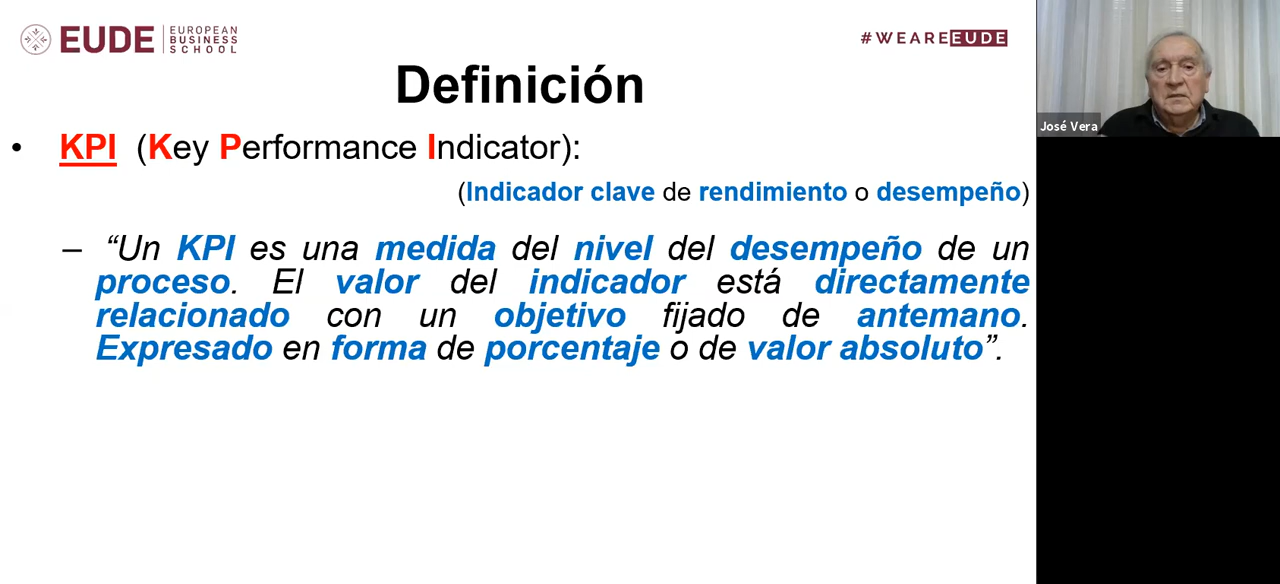 EUDE EUROPEAN
BUSINESS
SCHOOL
#WEAREEUDE
Definición
• KPI (Key Performance Indicator):
(Indicador clave de rendimiento o desempeño)
– “Un KPI es una medida del nivel del desempeño de un
proceso. El valor del indicador está directamente
relacionado con un objetivo fijado de antemano.
Expresado en forma de porcentaje o de valor absoluto”.
José Vera